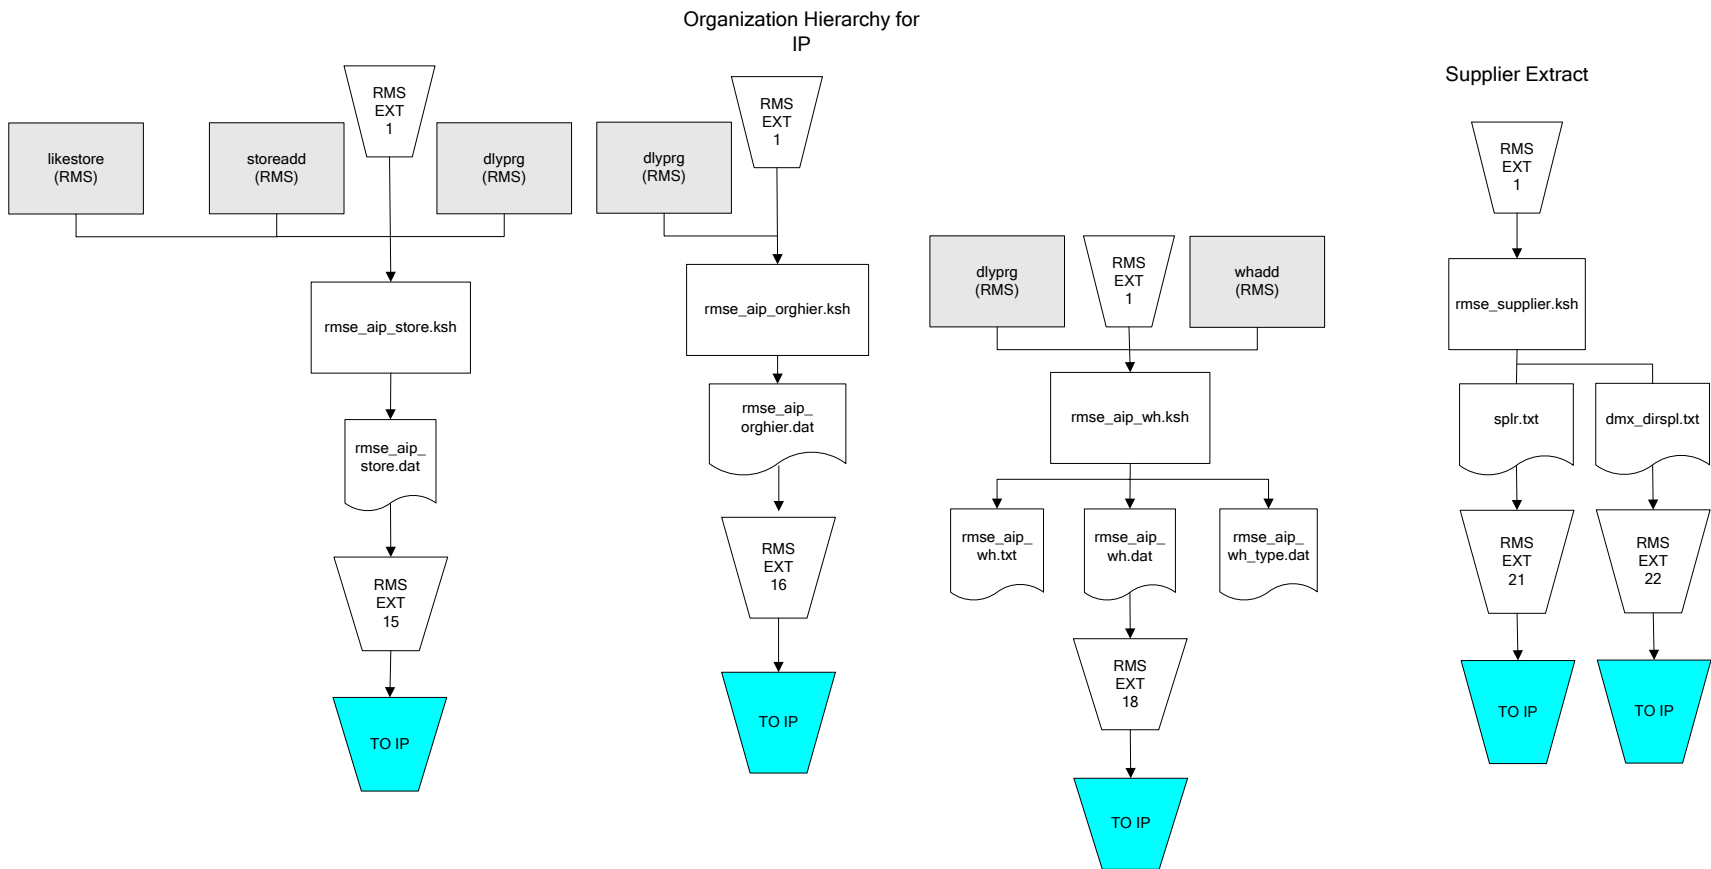 Organization Hierarchy for
IP
Supplier Extract
RMS
EXT
1
likestore
(RMS)
storeadd
(RMS)
dlyprg
(RMS)
rmse_aip_store.ksh
rmse_aip_
store.dat
RMS
EXT
15
TO IP
RMS
EXT
1
dlyprg
(RMS)
rmse_aip_orghier.ksh
rmse_aip_
orghier.dat
RMS
EXT
16
TO IP
dlyprg
(RMS)
RMS
EXT
1
whadd
(RMS)
rmse_aip_wh.ksh
rmse_aip_
wh.txt
rmse_aip_
wh.dat
rmse_aip_
wh_type.dat
RMS
EXT
18
TO IP
RMS
EXT
1
rmse_supplier.ksh
splr.txt
dmx_dirspl.txt
RMS
EXT
21
RMS
EXT
22
TO IP
TO IP